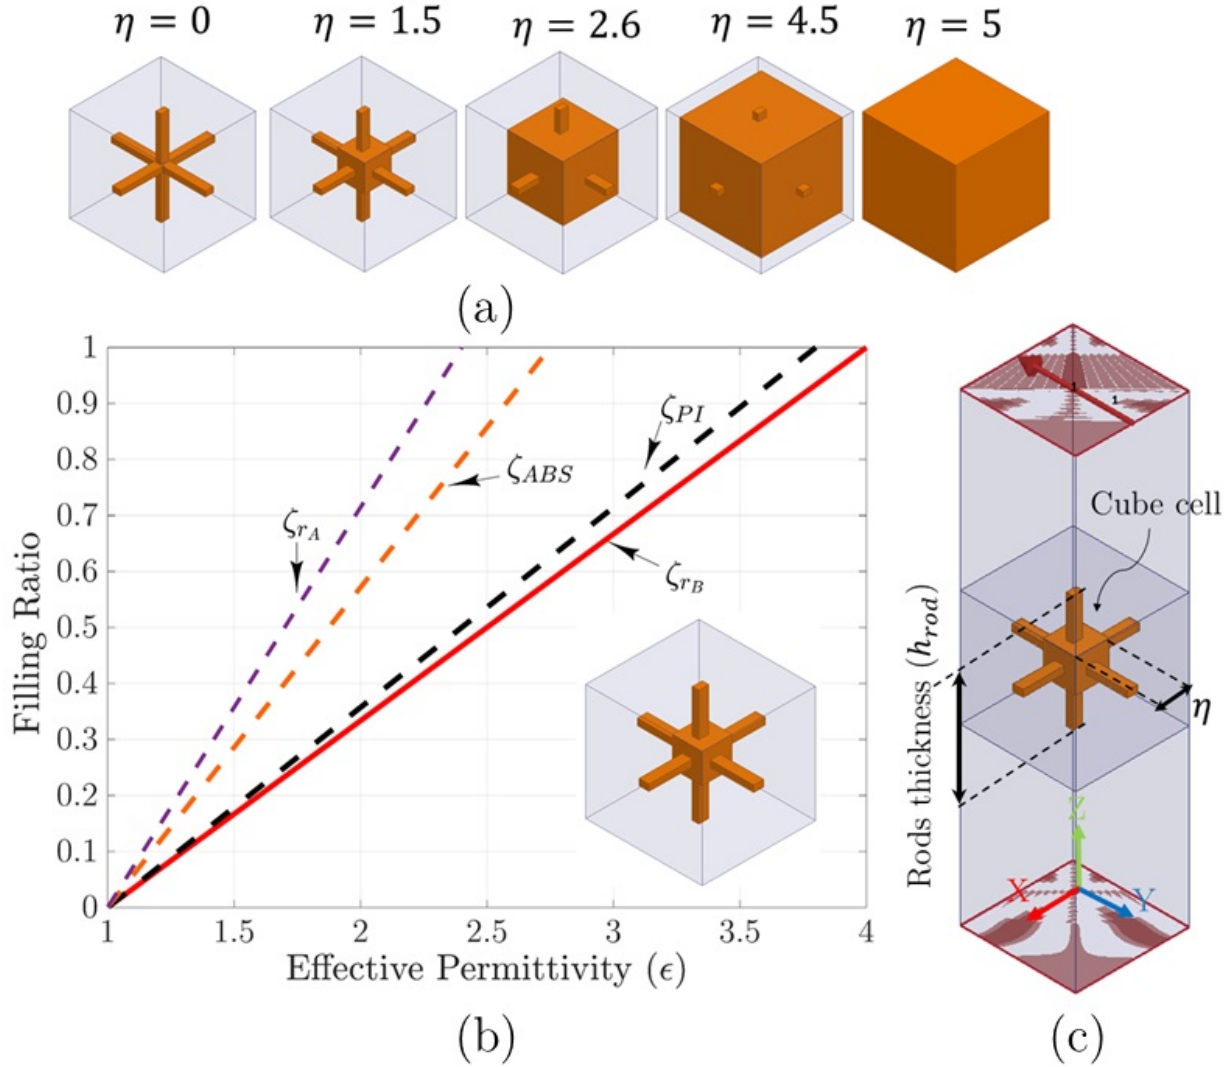 η = 0 η = 1.5 η = 2.6 η = 4.5 η = 5
(a)
1
0.9
0.8
0.7
0.6
0.5
0.4
0.3
0.2
0.1
0
Filling Ratio
ζ_{r_A}
ζ_{ABS}
ζ_{PI}
ζ_{r_B}
1 1.5 2 2.5 3 3.5 4
Effective Permittivity (ϵ)
(b)
1
1
Cube cell
Rods thickness (h_{rod})
η
Z
X
Y
(c)